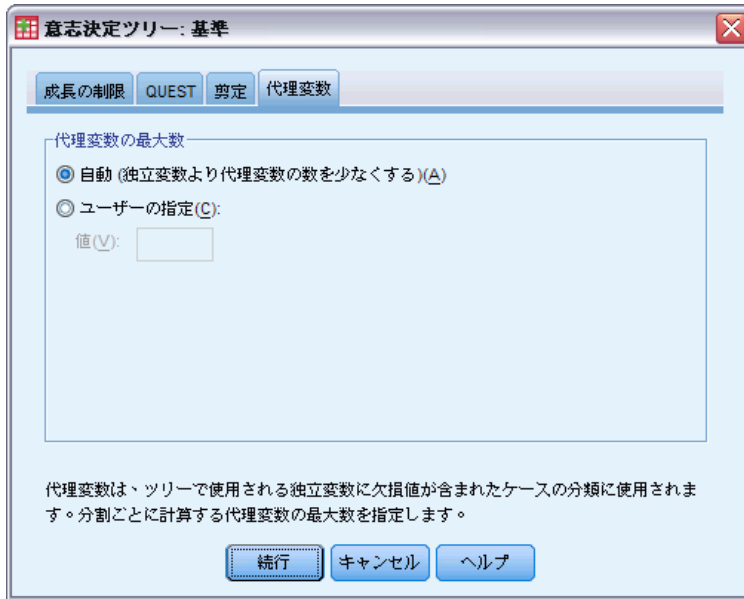 意志決定ツリー: 基準
成長の制限 QUEST 剪定 代理変数
代理変数の最大数
自動 (独立変数より代理変数の数を少なくする)(A)
ユーザーの指定(C):
値(V):
代理変数は、ツリーで使用される独立変数に欠損値が含まれたケースの分類に使用されま
す。分割ごとに計算する代理変数の最大数を指定します。
続行 キャンセル ヘルプ